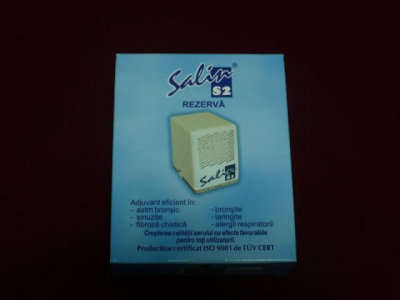 Salin®
S2
REZERVĂ
Salin
S2
Adjuvant eficient în:
- astm bronşic - bronşite
- sinuzite - laringite
- fibroză chistică - alergii respiratorii
Creşterea calităţii aerului cu efecte favorabile
pentru toţi utilizatorii.
Producător certificat ISO 9001 de TÜV CERT